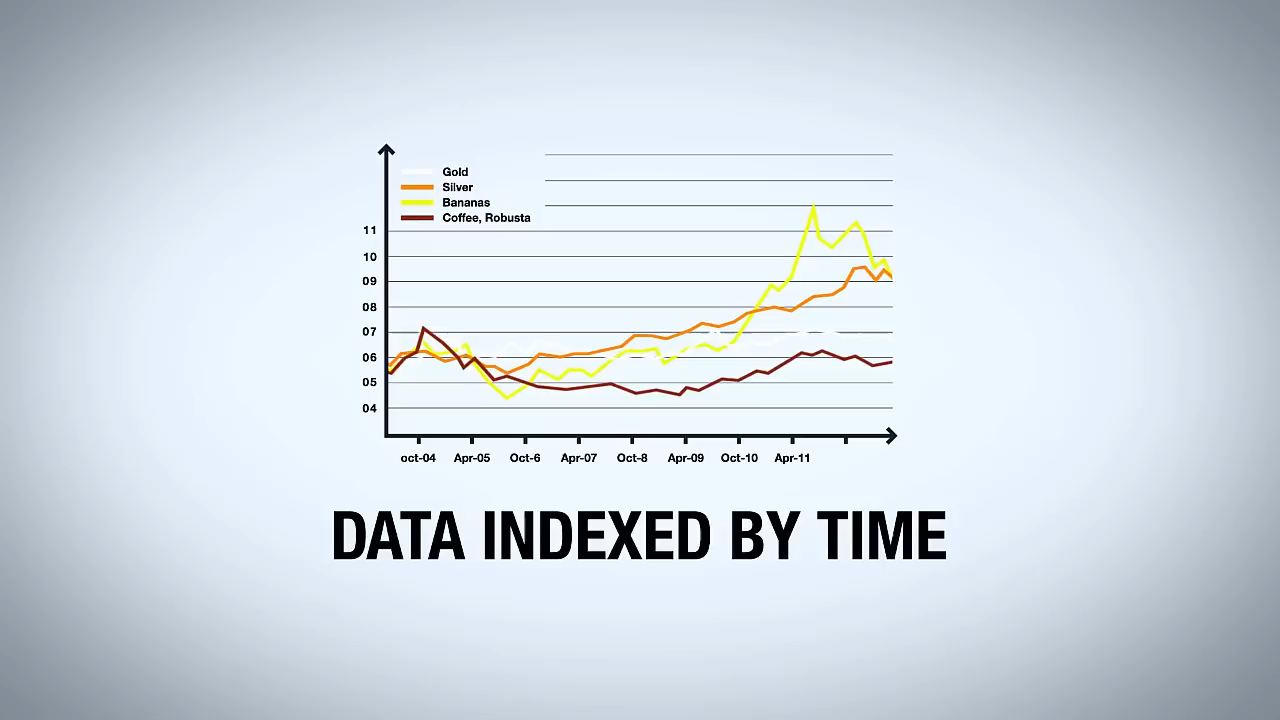 Gold
Silver
Bananas
Coffee, Robusta
11
10
09
08
07
06
05
04
oct-04 Apr-05 Oct-6 Apr-07 Oct-8 Apr-09 Oct-10 Apr-11
DATA INDEXED BY TIME